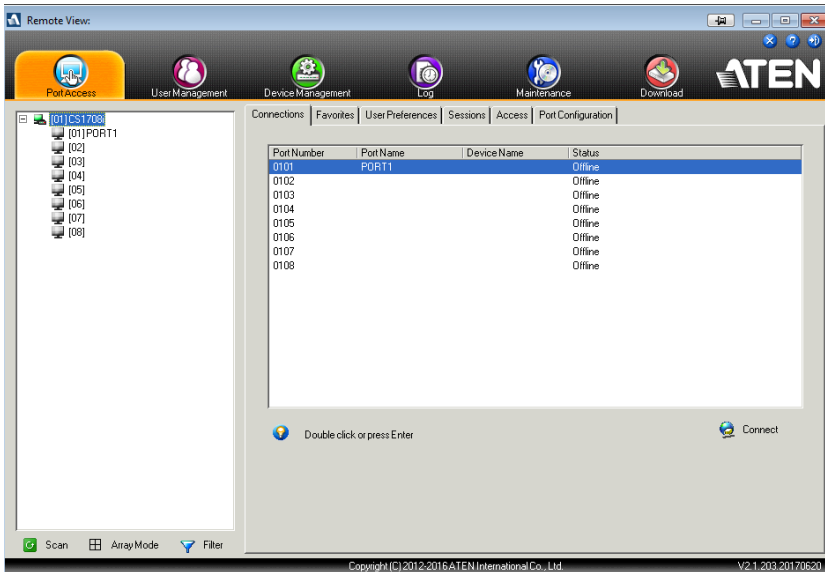 Remote View:
ATEN
Port Access User Management Device Management Log Maintenance Download
[01]CS1708i
[01]PORT1
[02]
[03]
[04]
[05]
[06]
[07]
[08]
Connections Favorites User Preferences Sessions Access Port Configuration
Port Number Port Name Device Name Status
0101 PORT1 Offline
0102 Offline
0103 Offline
0104 Offline
0105 Offline
0106 Offline
0107 Offline
0108 Offline
Double click or press Enter
Connect
Scan Array Mode Filter
Copyright (C) 2012-2016 ATEN International Co., Ltd.
V2.1.203.20170620